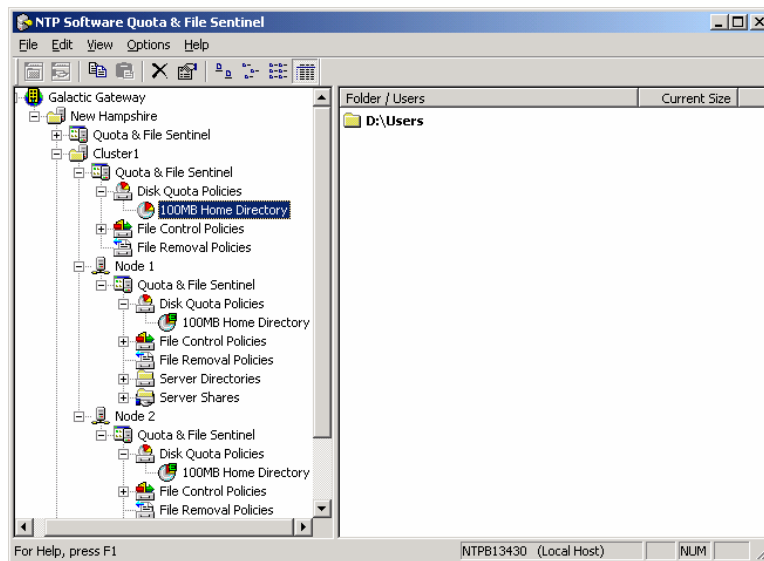 NTP Software Quota & File Sentinel
File Edit View Options Help
Galactic Gateway
New Hampshire
Quota & File Sentinel
Cluster1
Quota & File Sentinel
Disk Quota Policies
100MB Home Directory
File Control Policies
File Removal Policies
Node 1
Quota & File Sentinel
Disk Quota Policies
100MB Home Directory
File Control Policies
File Removal Policies
Server Directories
Server Shares
Node 2
Quota & File Sentinel
Disk Quota Policies
100MB Home Directory
File Control Policies
File Removal Policies
Folder / Users Current Size
D:\Users
For Help, press F1 NTPB13430 (Local Host) NUM